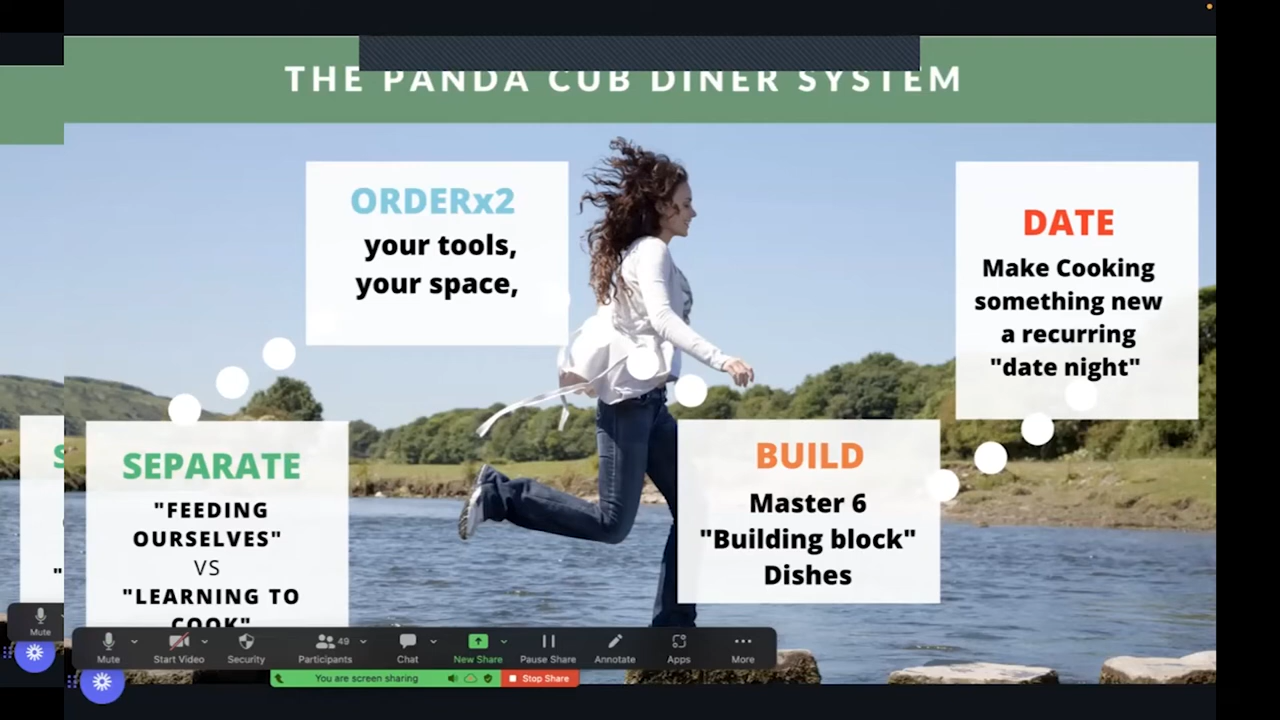 THE PANDA CUB DINER SYSTEM
ORDERx2
your tools,
your space,
DATE
Make Cooking
something new
a recurring
"date night"
SEPARATE
"FEEDING
OURSELVES"
VS
"LEARNING TO
COOK"
BUILD
Master 6
"Building block"
Dishes
S
"
Mute
Mute
Start Video
Security
49
Participants
Chat
New Share
Pause Share
Annotate
Apps
More
You are screen sharing
Stop Share